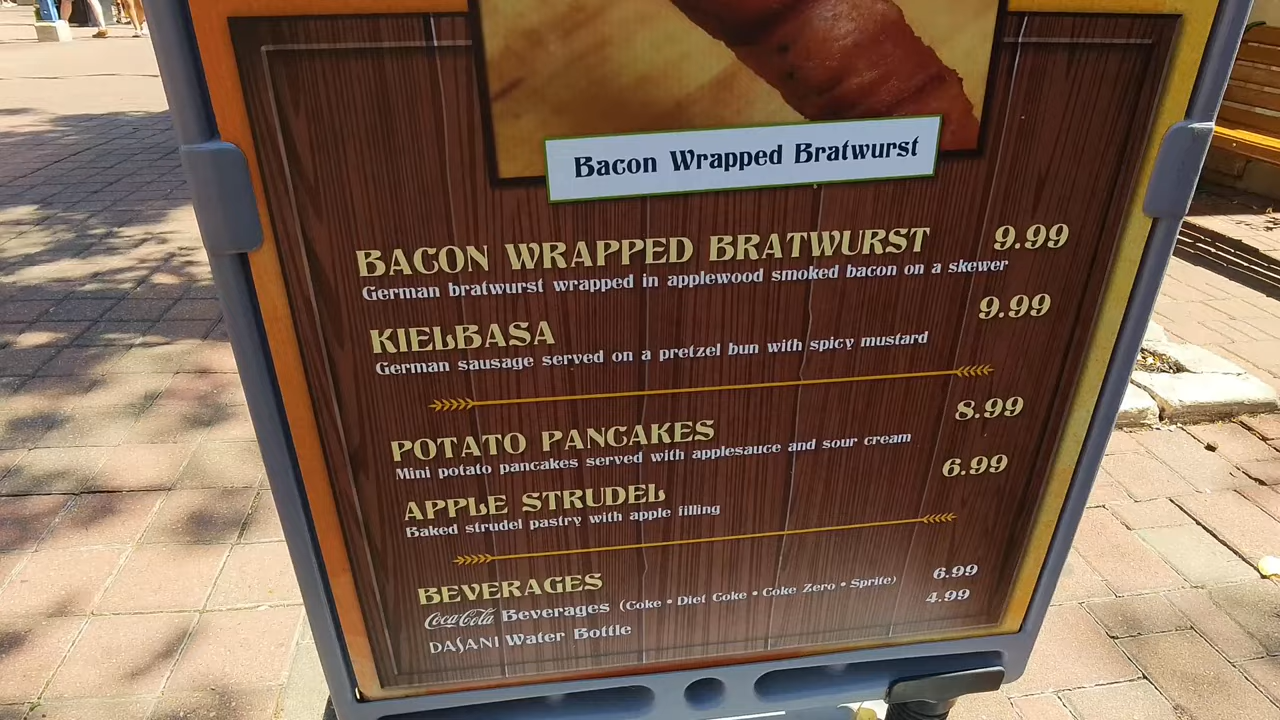 Bacon Wrapped Bratwurst
BACON WRAPPED BRATWURST 9.99
German bratwurst wrapped in applewood smoked bacon on a skewer
KIELBASA 9.99
German sausage served on a pretzel bun with spicy mustard
POTATO PANCAKES 8.99
Mini potato pancakes served with applesauce and sour cream
APPLE STRUDEL 6.99
Baked strudel pastry with apple filling
BEVERAGES
Coca-Cola Beverages (Coke • Diet Coke • Coke Zero • Sprite) 6.99
DASANI Water Bottle 4.99